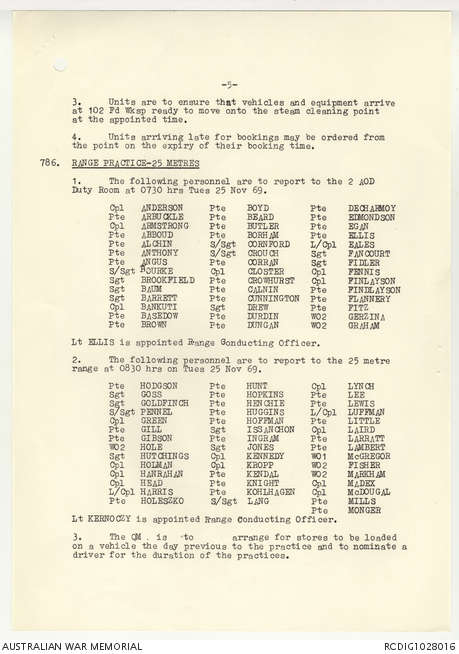 -5-
3. Units are to ensure that vehicles and equipment arrive
at 102 Fd Wksp ready to move onto the steam cleaning point
at the appointed time.
4. Units arriving late for bookings may be ordered from
the point on the expiry of their booking time.
786. RANGE PRACTICE-25 METRES
1. The following personnel are to report to the 2 AOD
Duty Room at 0730 hrs Tues 25 Nov 69.
Cpl ANDERSON Pte BOYD Pte DECHARMOY
Pte ARBUCKLE Pte BEARD Pte EDMONDSON
Cpl ARMSTRONG Pte BUTLER Pte EGAN
Pte ABBOUD Pte BORHAM Pte ELLIS
Pte ALCHIN S/Sgt CORNFORD L/Cpl EALES
Pte ANTHONY S/Sgt CROUCH Sgt FANCOURT
Pte ANGUS Pte CORRAN Sgt FIDLER
S/Sgt BOURKE Cpl CLOSTER Cpl FENNIS
Sgt BROOKFIELD Pte CROWHURST Cpl FINLAYSON
Sgt BAUM Pte CALNIN Pte FINDLAYSON
Sgt BARRETT Pte CUNNINGTON Pte FLANNERY
Cpl BANKUTI Sgt DREW Pte FITZ
Pte BASEDOW Pte DURDIN WO2 GERZINA
Pte BROWN Pte DUNGAN WO2 GRAHAM
Lt ELLIS is appointed Range Conducting Officer.
2. The following personnel are to report to the 25 metre
range at 0830 hrs on Tues 25 Nov 69.
Pte HODGSON Pte HUNT Cpl LYNCH
Sgt GOSS Pte HOPKINS Pte LEE
Sgt GOLDFINCH Pte HENCHIE Pte LEWIS
S/Sgt PENNEL Pte HUGGINS L/Cpl LUFFMAN
Cpl GREEN Pte HOFFMAN Pte LITTLE
Pte GILL Sgt ISSANCHON Cpl LAIRD
Pte GIBSON Pte INGRAM Pte LARRATT
WO2 HOLE Sgt JONES Pte LAMBERT
Sgt HUTCHINGS Cpl KENNEDY WO1 McGREGOR
Cpl HOLMAN Cpl KROPP WO2 FISHER
Cpl HANRAHAN Pte KENDAL WO2 MARKHAM
Cpl HEAD Pte KNIGHT Cpl MADEX
L/Cpl HARRIS Pte KOHLHAGEN Cpl McDOUGAL
Pte HOLESZKO S/Sgt LANG Pte MILLS
Pte MONGER
Lt KERNOCZY is appointed Range Conducting Officer.
3. The QM is to arrange for stores to be loaded
on a vehicle the day previous to the practice and to nominate a
driver for the duration of the practices.
AUSTRALIAN WAR MEMORIAL
RCDIG1028016